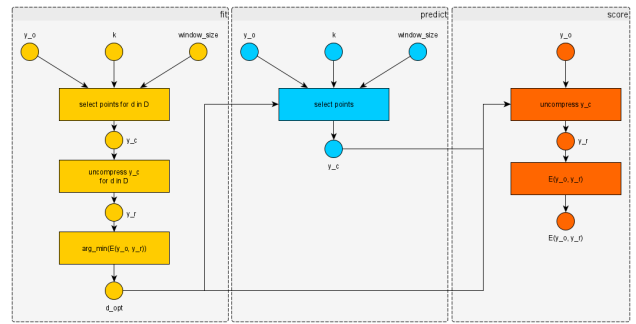 fit
y_o
k
window_size
select points for d in D
y_c
uncompress y_c
for d in D
y_r
arg_min(E(y_o, y_r))
d_opt
predict
y_o
k
window_size
select points
y_c
score
y_o
uncompress y_c
y_r
E(y_o, y_r)
E(y_o, y_r)